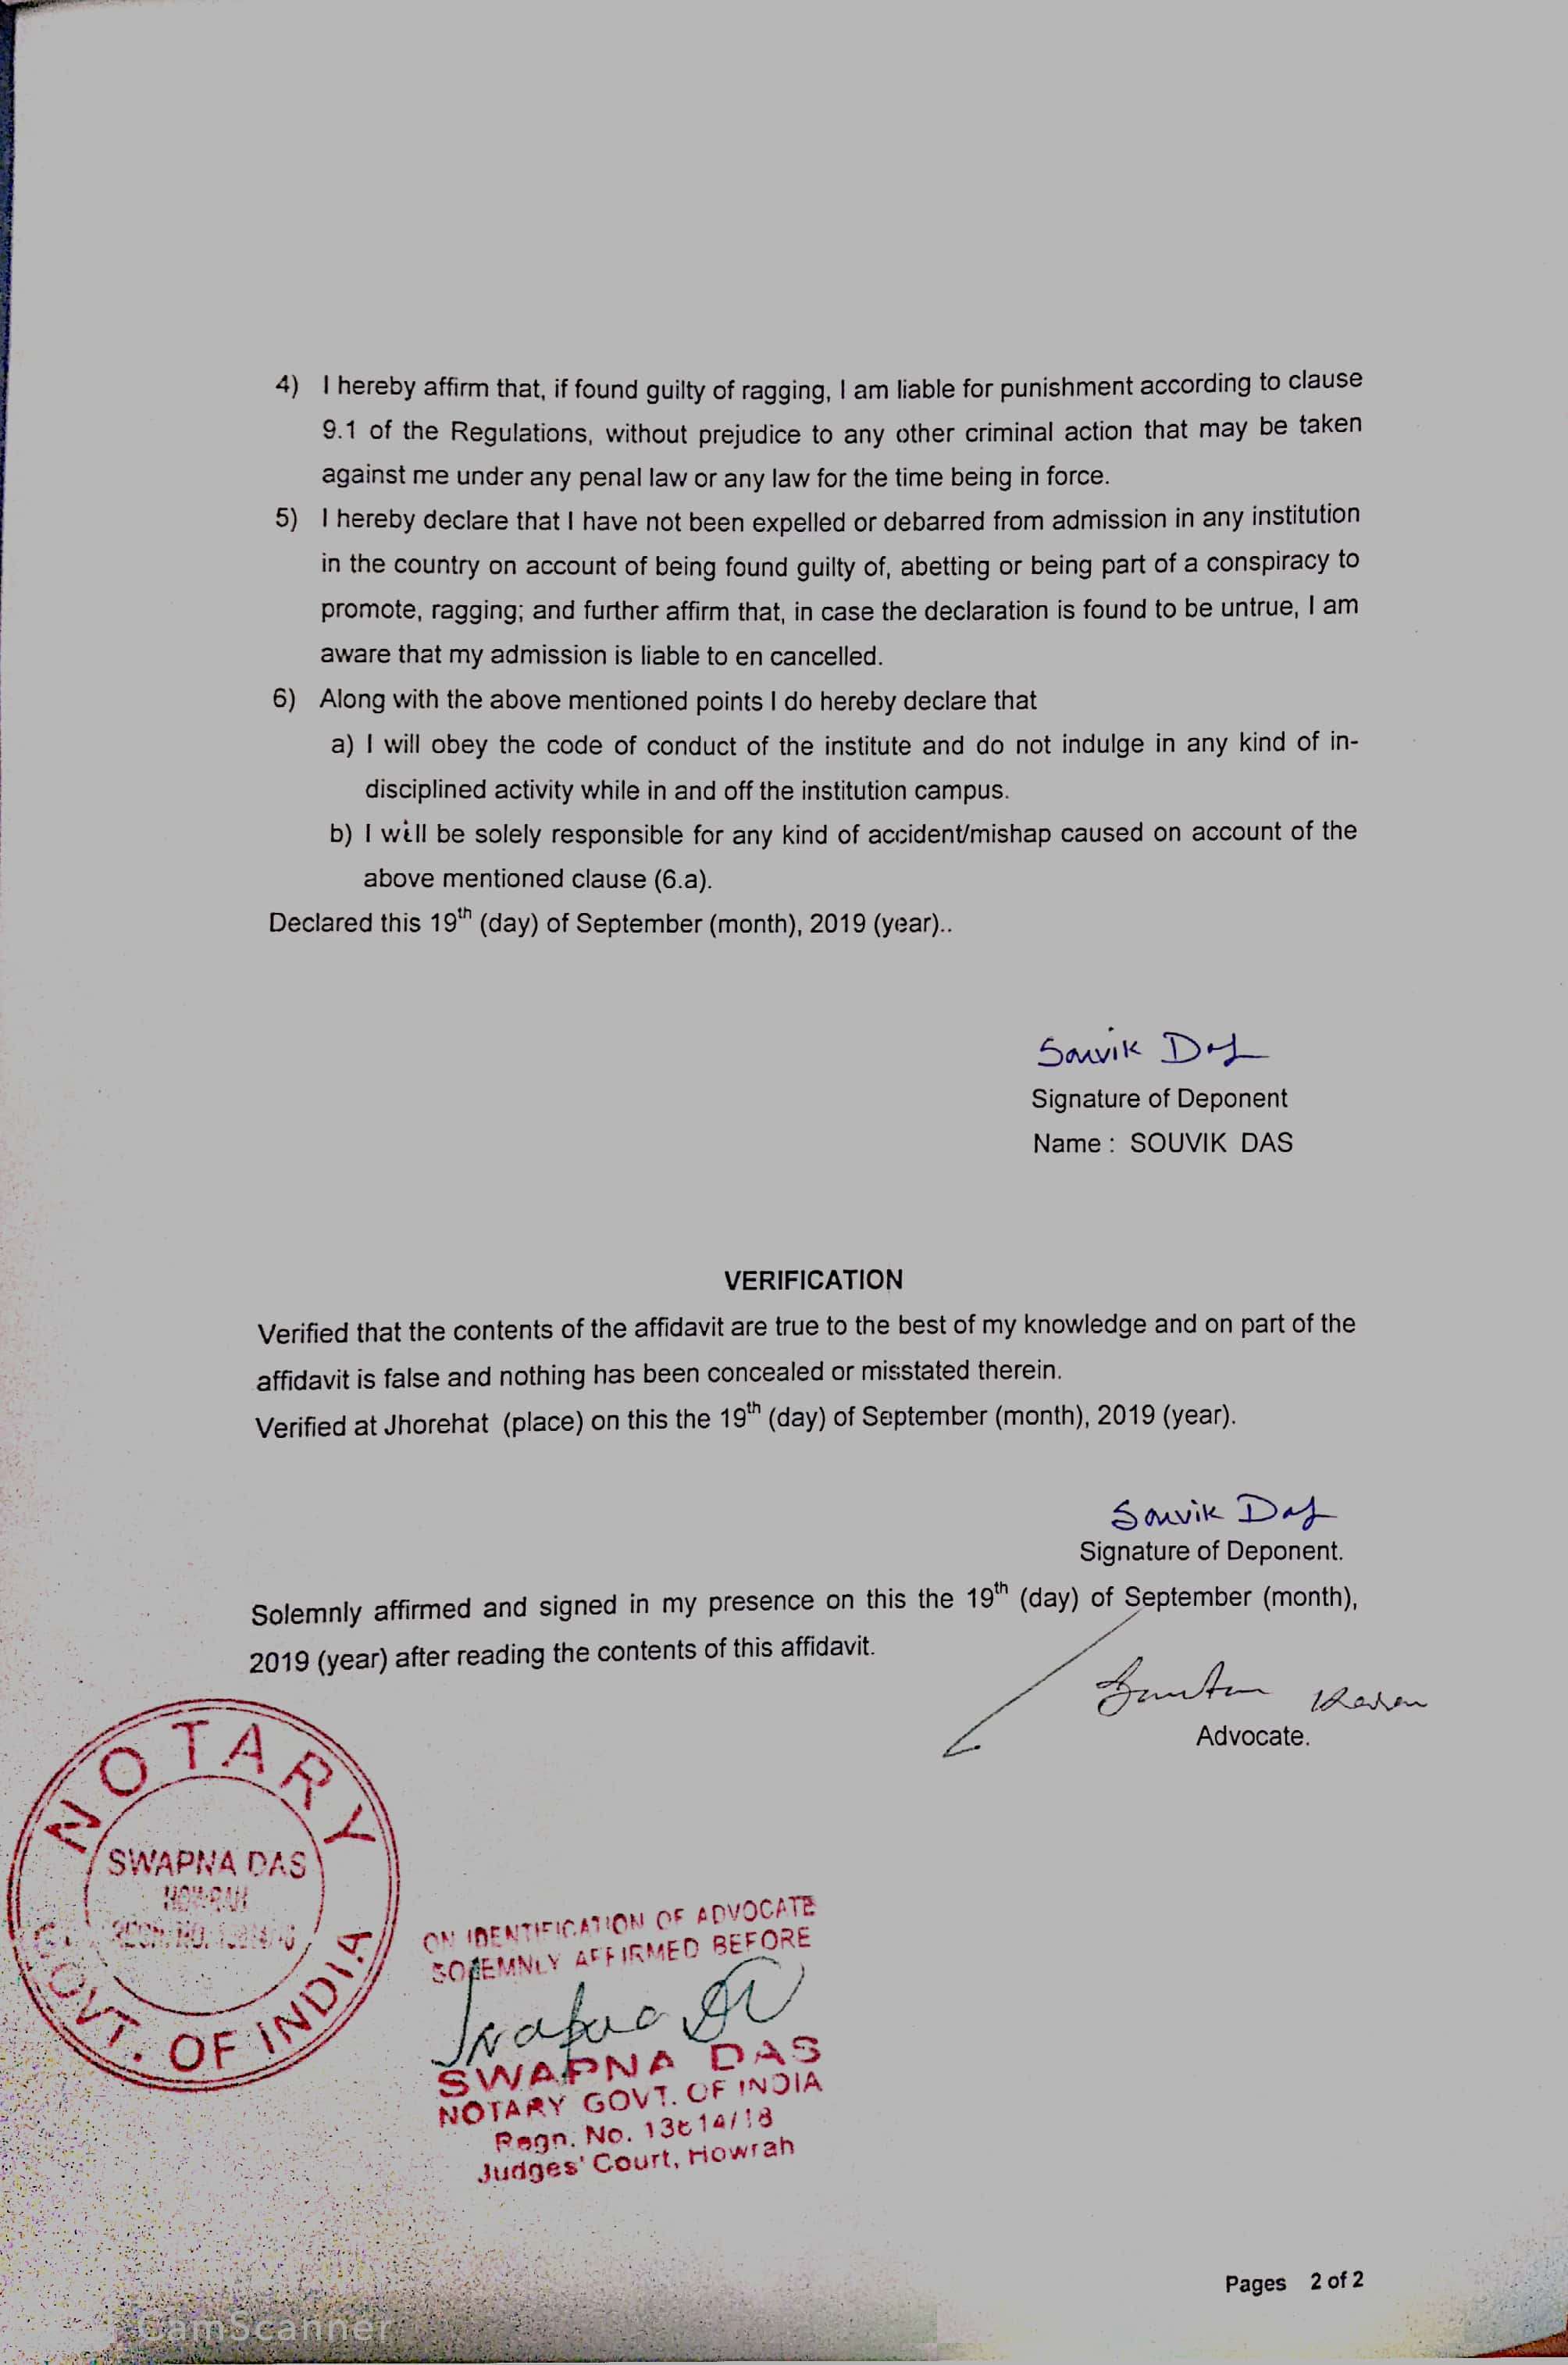 4) I hereby affirm that, if found guilty of ragging, I am liable for punishment according to clause
9.1 of the Regulations, without prejudice to any other criminal action that may be taken
against me under any penal law or any law for the time being in force.
5) I hereby declare that I have not been expelled or debarred from admission in any institution
in the country on account of being found guilty of, abetting or being part of a conspiracy to
promote, ragging; and further affirm that, in case the declaration is found to be untrue, I am
aware that my admission is liable to en cancelled.
6) Along with the above mentioned points I do hereby declare that
a) I will obey the code of conduct of the institute and do not indulge in any kind of in-
disciplined activity while in and off the institution campus.
b) I will be solely responsible for any kind of accident/mishap caused on account of the
above mentioned clause (6.a).
Declared this 19th (day) of September (month), 2019 (year)..
Souvik Das
Signature of Deponent
Name : SOUVIK DAS
VERIFICATION
Verified that the contents of the affidavit are true to the best of my knowledge and on part of the
affidavit is false and nothing has been concealed or misstated therein.
Verified at Jhorehat (place) on this the 19th (day) of September (month), 2019 (year).
Souvik Das
Signature of Deponent.
Solemnly affirmed and signed in my presence on this the 19th (day) of September (month),
2019 (year) after reading the contents of this affidavit.
Advocate.
NOTARY
SWAPNA DAS
HOWRAH
REGN. NO.
GOVT. OF INDIA
ON IDENTIFICATION OF ADVOCATE
SOLEMNLY AFFIRMED BEFORE
Swapna Das
SWAPNA DAS
NOTARY GOVT. OF INDIA
Regn. No.
Judges' Court, Howrah
Pages 2 of 2
CamScanner